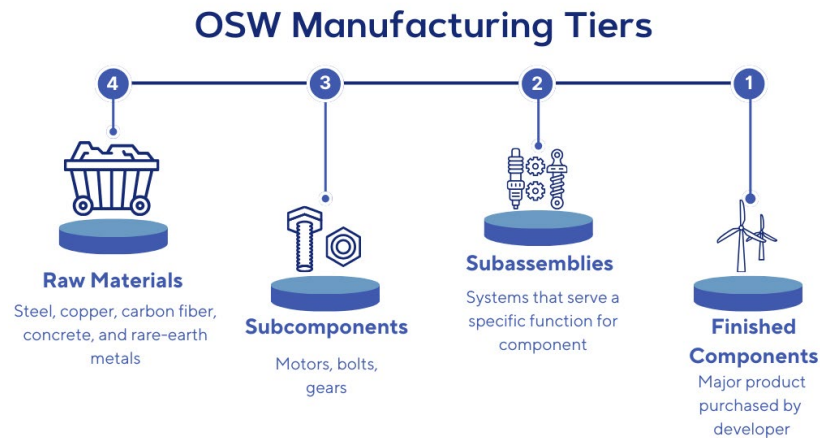 OSW Manufacturing Tiers
4
3
2
1
Raw Materials
Steel, copper, carbon fiber,
concrete, and rare-earth
metals
Subcomponents
Motors, bolts,
gears
Subassemblies
Systems that serve a
specific function for
component
Finished
Components
Major product
purchased by
developer